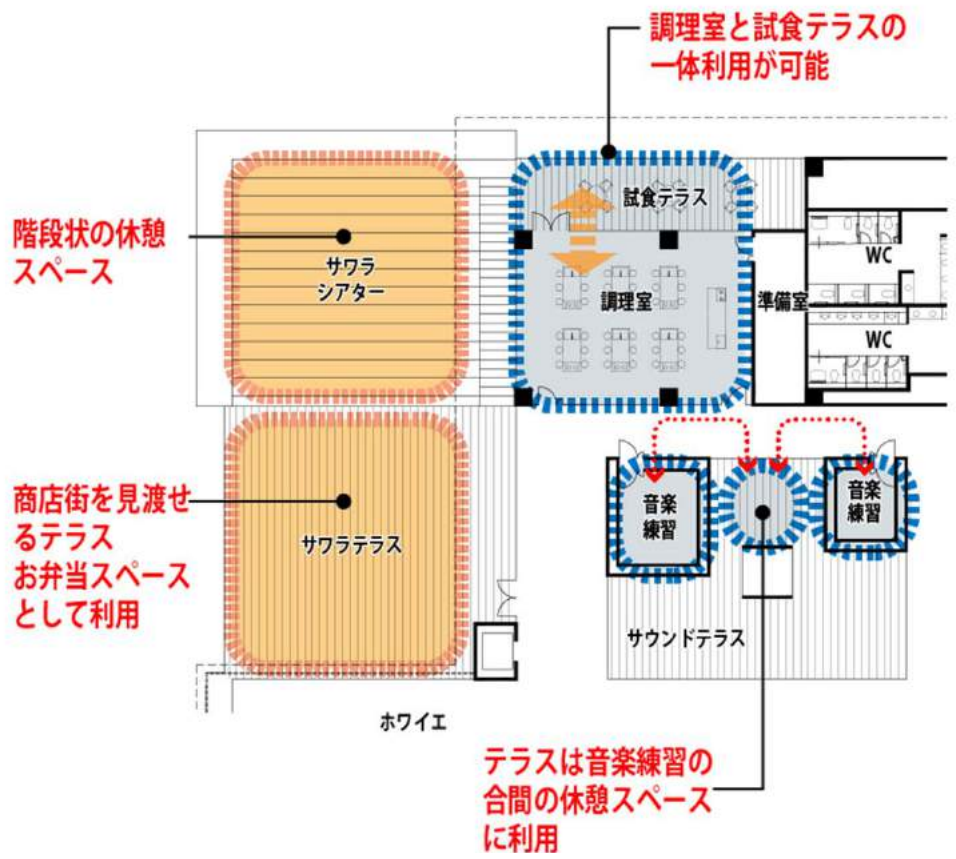 調理室と試食テラスの
一体利用が可能
試食テラス
階段状の休憩
スペース
サワラ
シアター
調理室
準備室
WC
WC
商店街を見渡せ
るテラス
お弁当スペース
として利用
サワラテラス
音楽
練習
音楽
練習
サウンドテラス
ホワイエ
テラスは音楽練習の
合間の休憩スペース
に利用